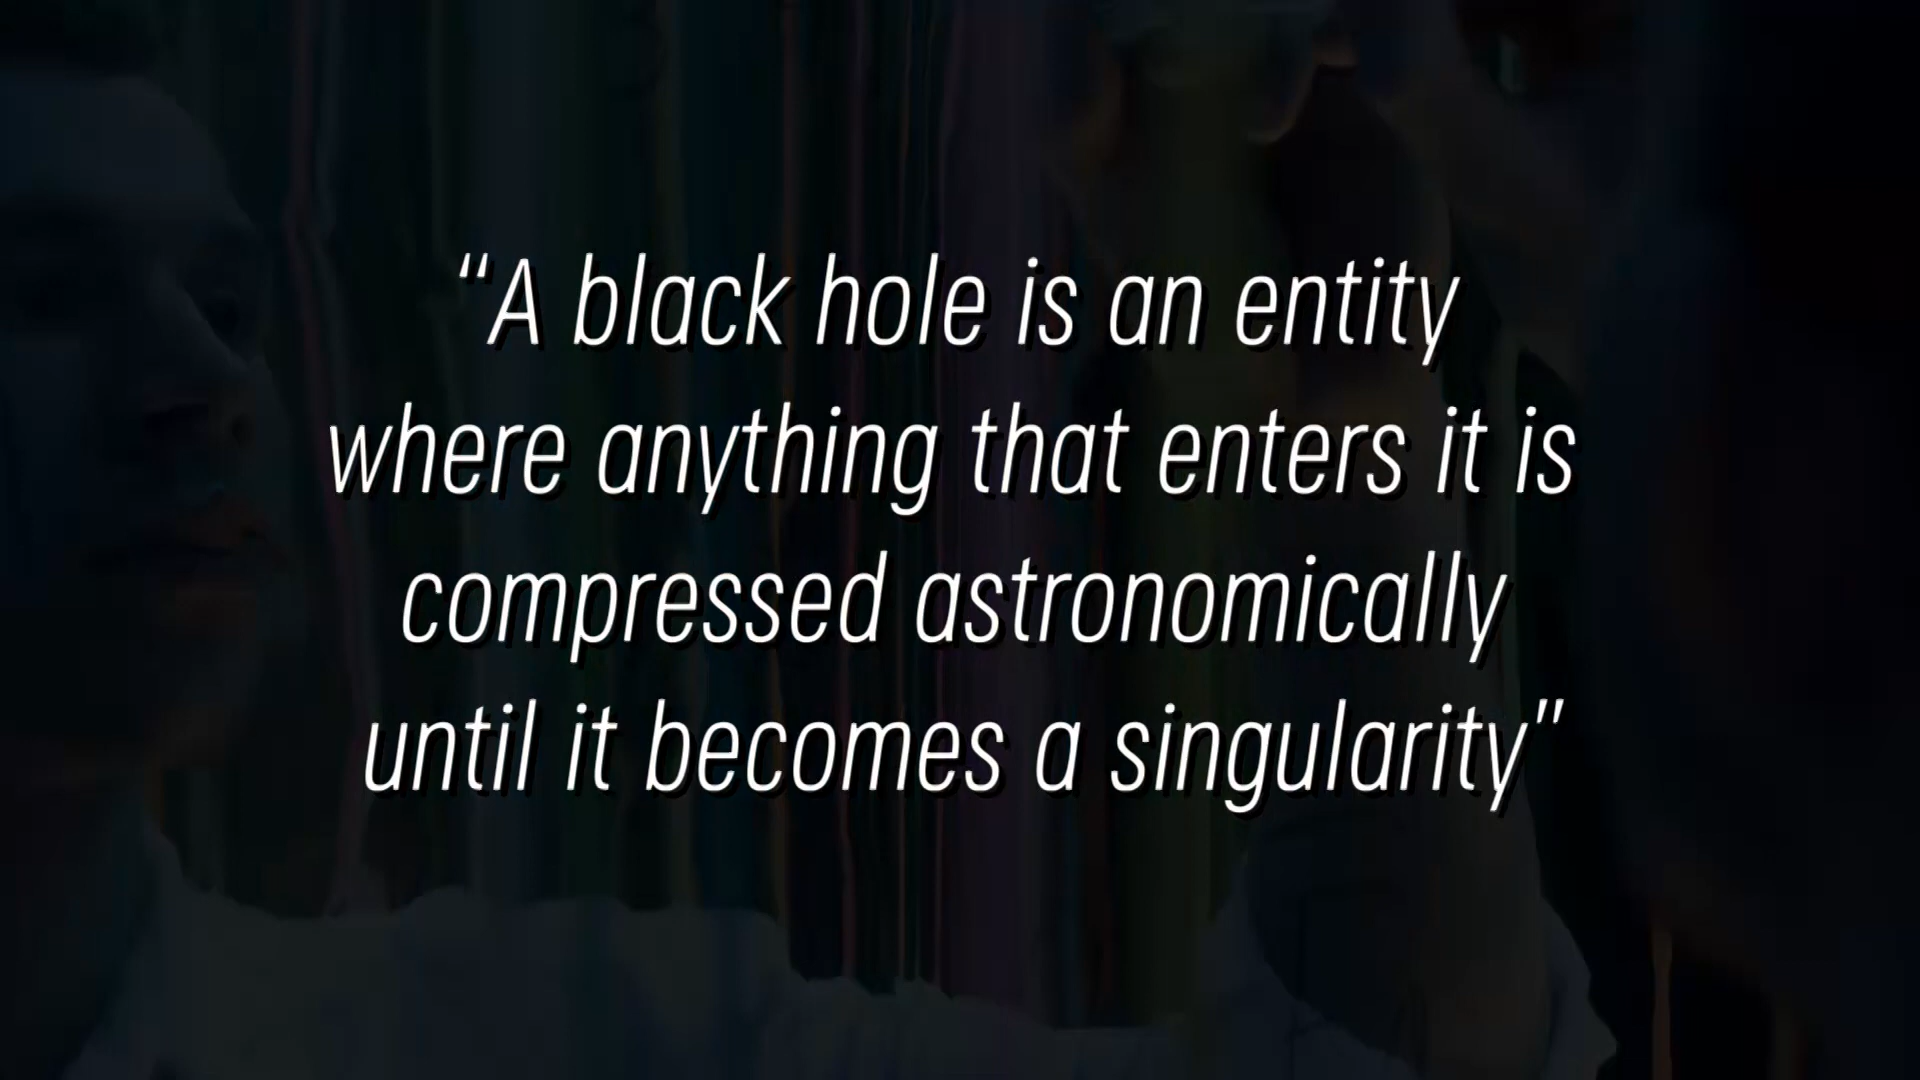 “A black hole is an entity
where anything that enters it is
compressed astronomically
until it becomes a singularity”